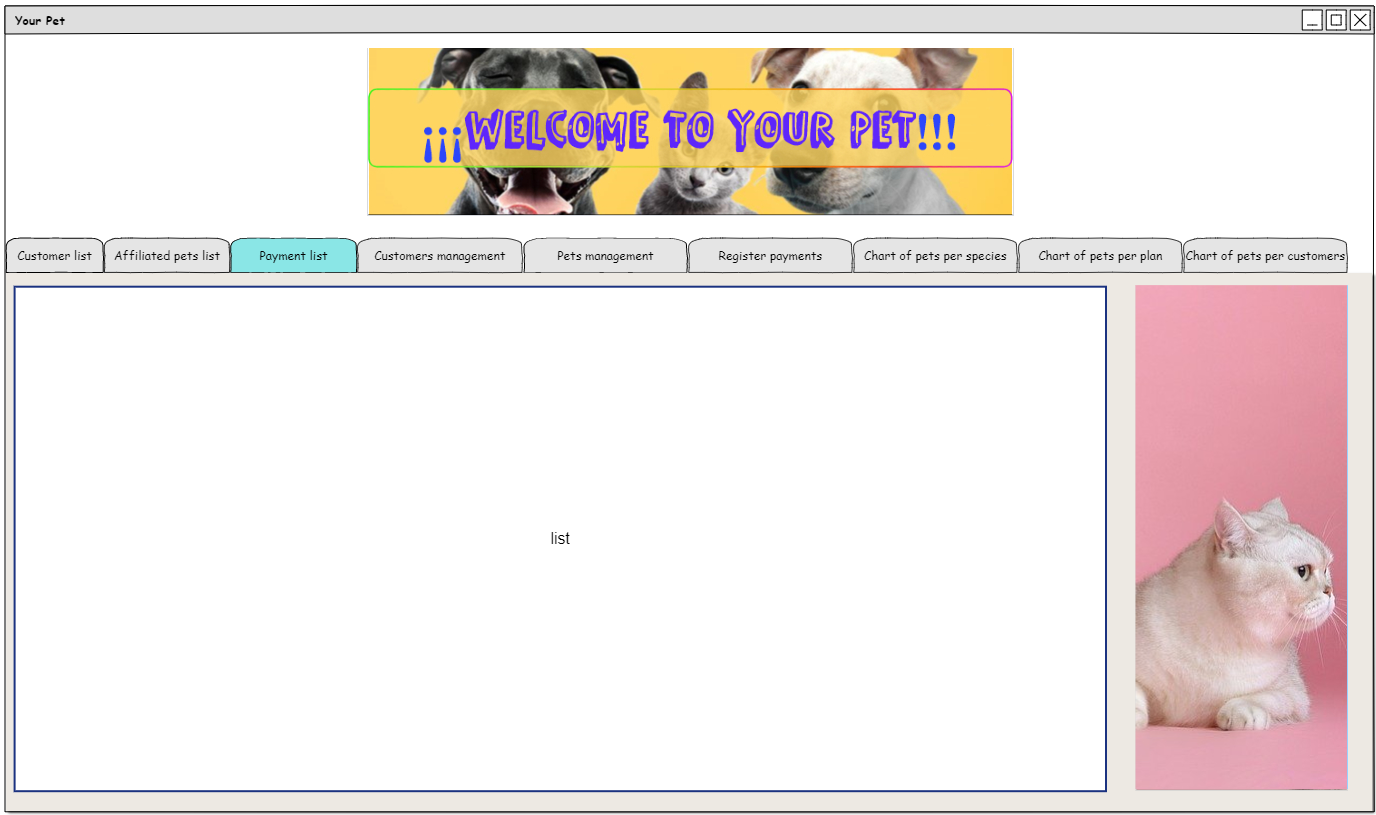 Your Pet
¡¡¡WELCOME TO YOUR PET!!!
Customer list
Affiliated pets list
Payment list
Customers management
Pets management
Register payments
Chart of pets per species
Chart of pets per plan
Chart of pets per customers
list